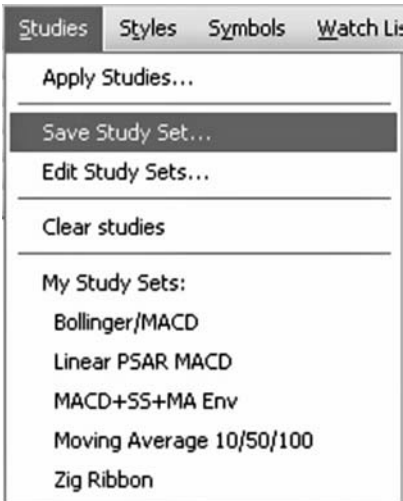 Studies Styles Symbols Watch Lis
Apply Studies...
Save Study Set...
Edit Study Sets...
Clear studies
My Study Sets:
Bollinger/MACD
Linear PSAR MACD
MACD+SS+MA Env
Moving Average 10/50/100
Zig Ribbon